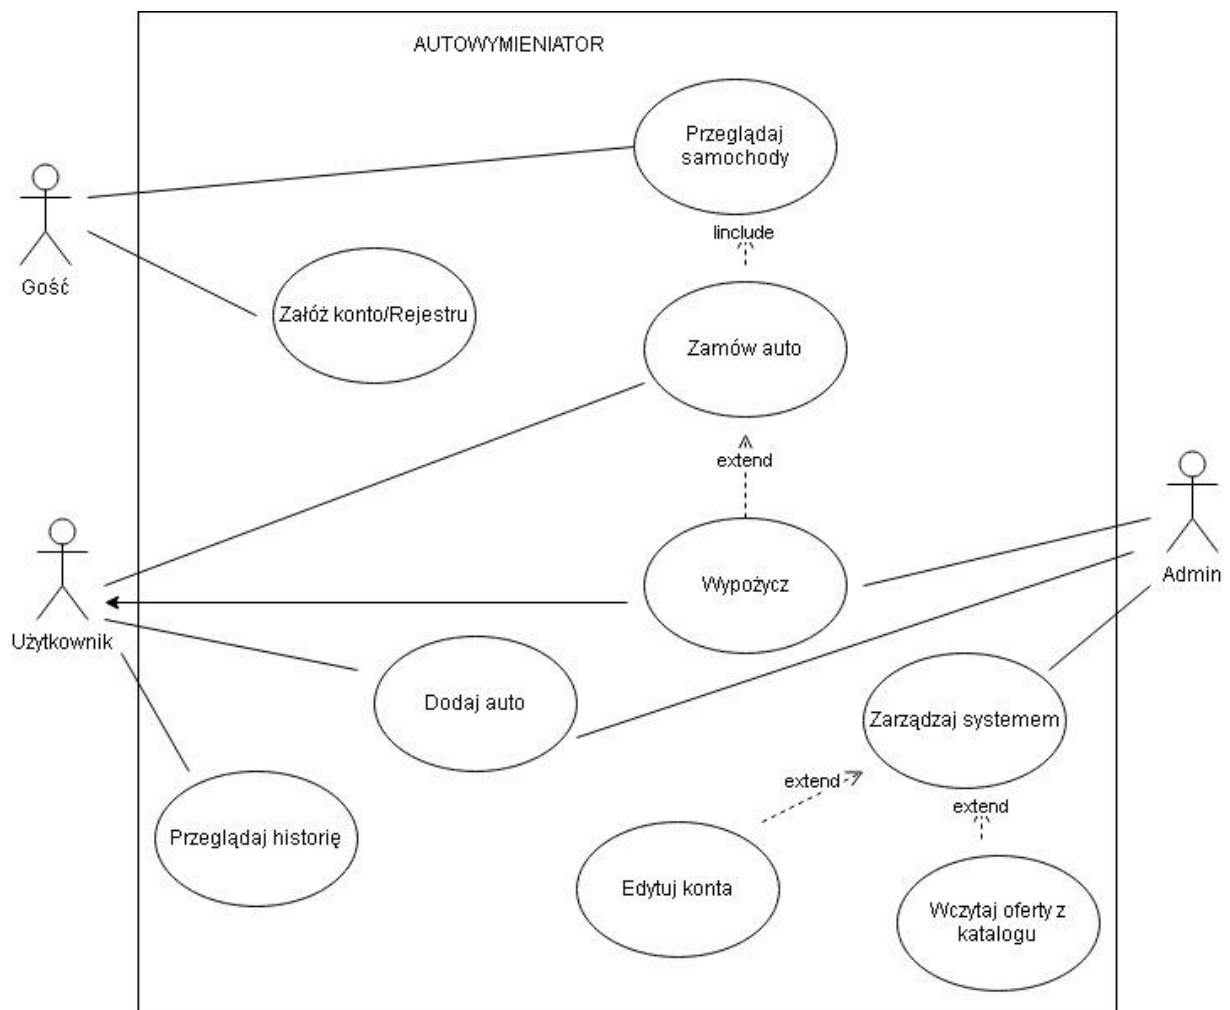 AUTOWYMIENIATOR
Przeglądaj
samochody
Iinclude
Gość
Załóż konto/Rejestru
Zamów auto
extend
Wypożycz
Admin
Użytkownik
Dodaj auto
Zarządzaj systemem
extend
extend
Przeglądaj historię
Edytuj konta
Wczytaj oferty z
katalogu